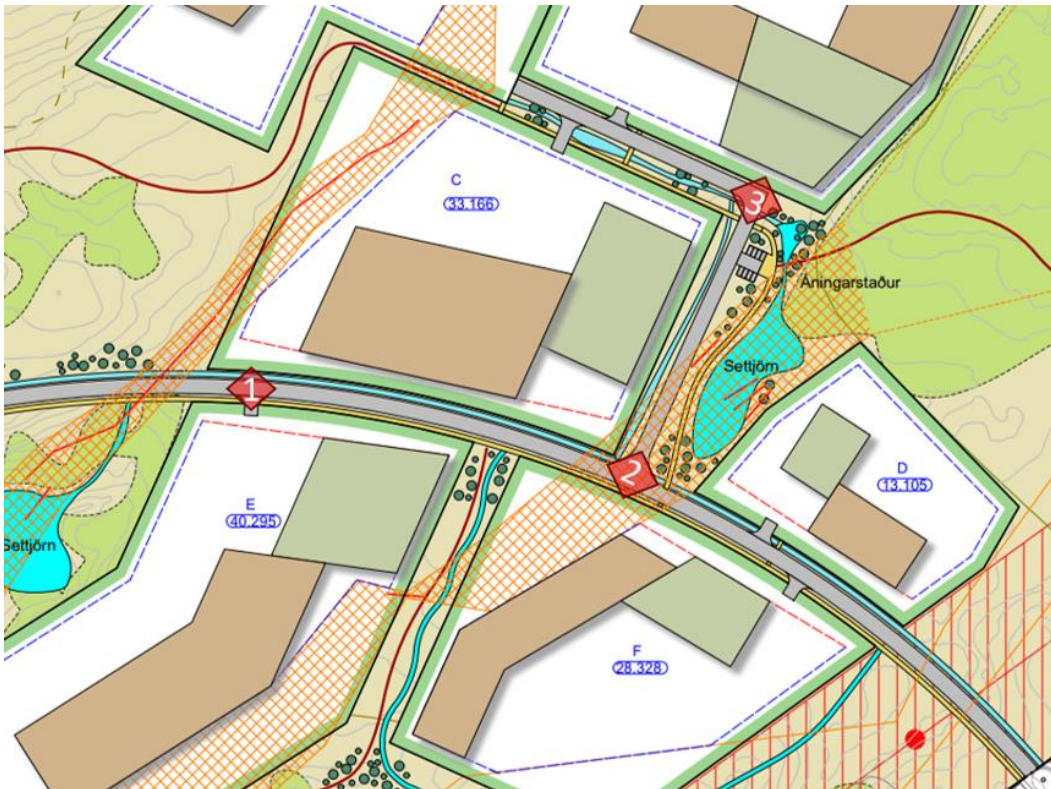 C
33.166
3
Áningarstaður
Settjörn
1
2
D
13.105
E
40.295
Settjörn
F
28.328